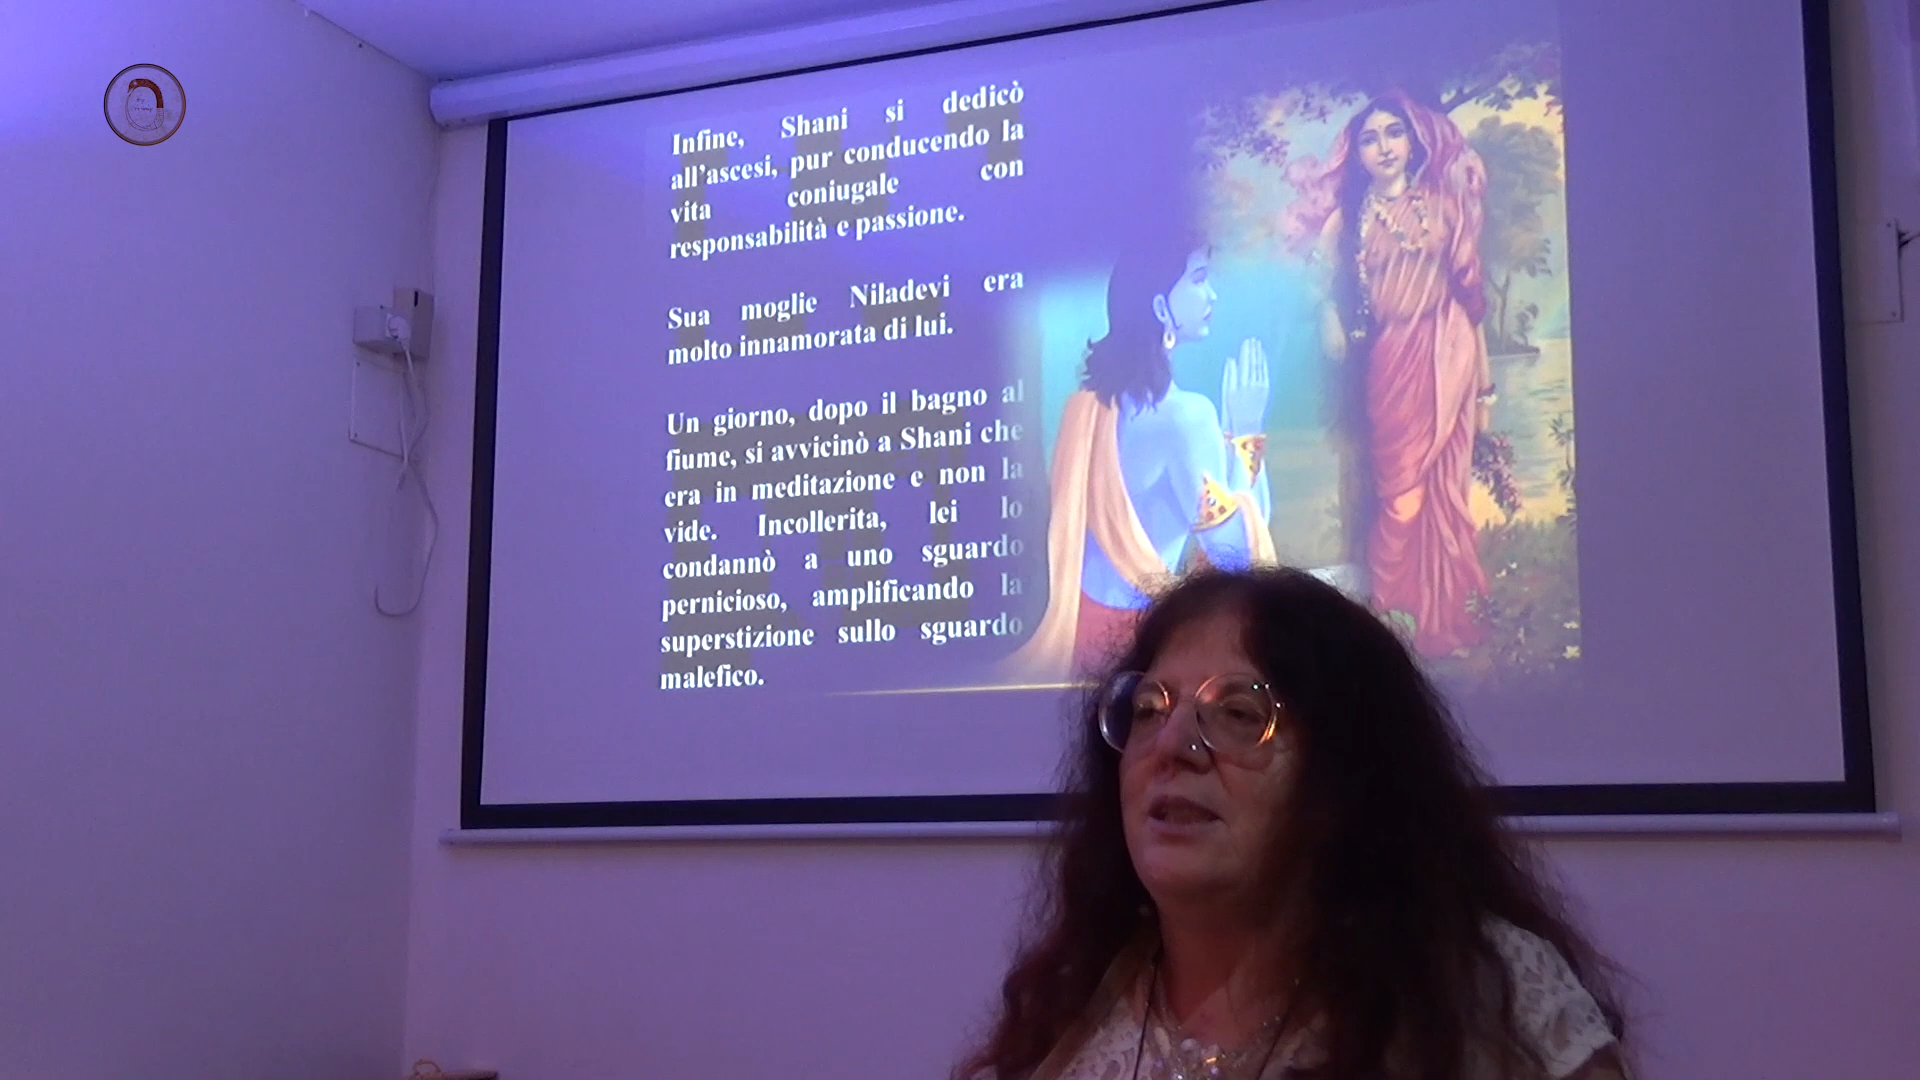 Infine, Shani si dedicò
all'ascesi, pur conducendo la
vita coniugale con
responsabilità e passione.
Sua moglie Niladevi era
molto innamorata di lui.
Un giorno, dopo il bagno al
fiume, si avvicinò a Shani che
era in meditazione e non la
vide. Incollerita, lei lo
condannò a uno sguardo
pernicioso, amplificando la
superstizione sullo sguardo
malefico.